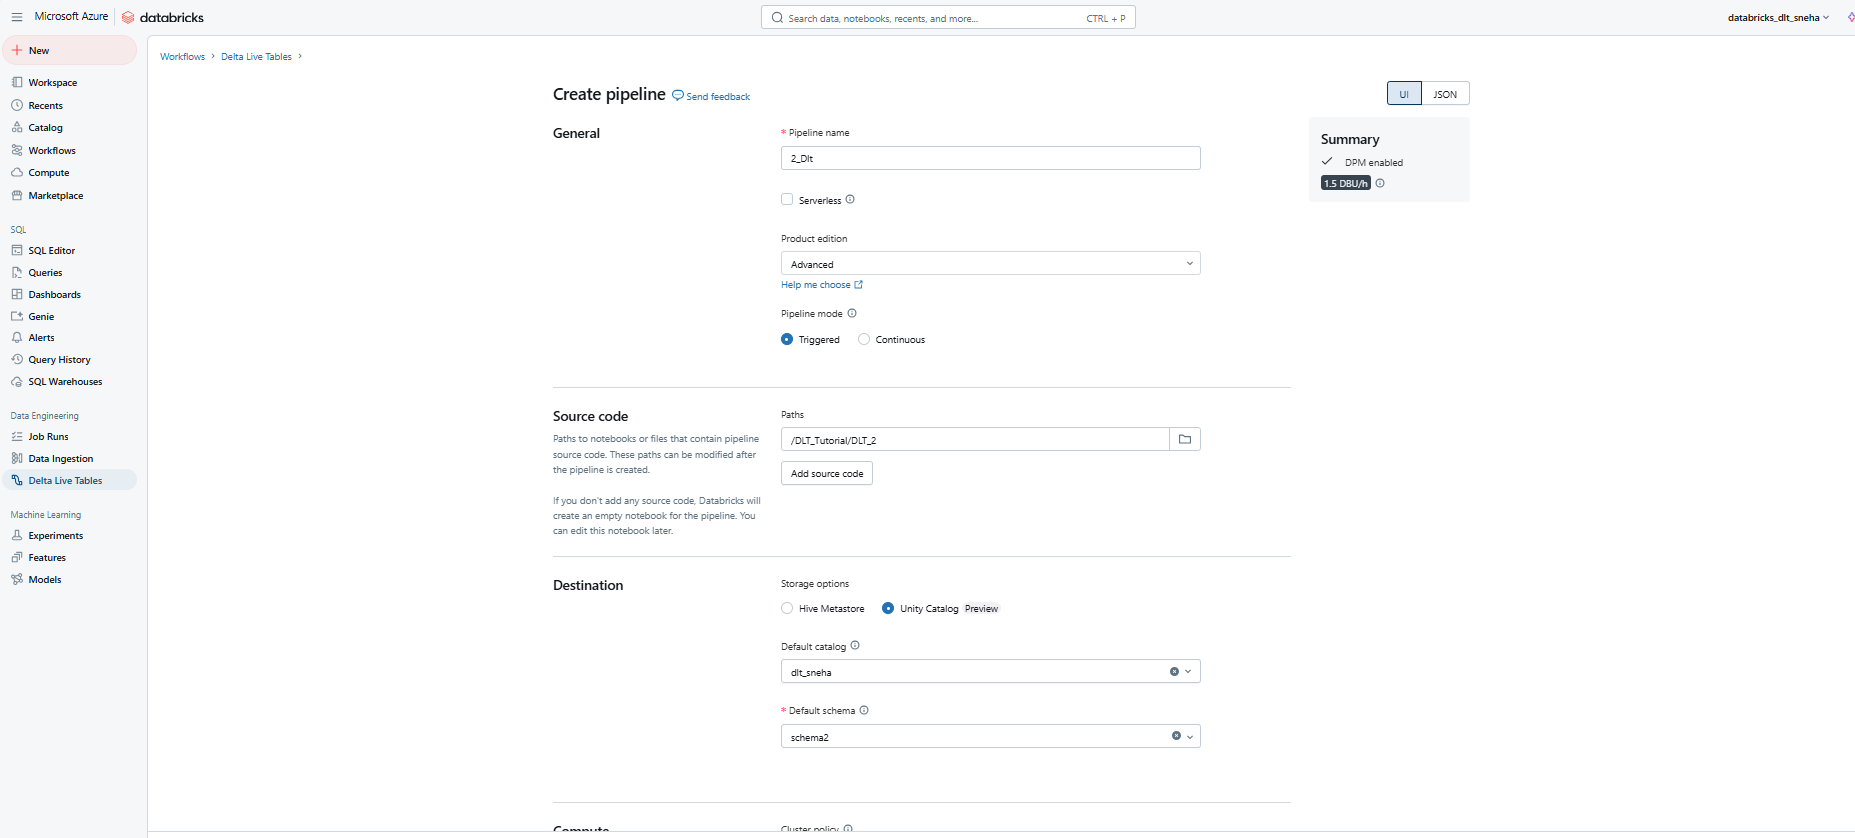 Microsoft Azure databricks
Search data, notebooks, recents, and more... CTRL + P
databricks_dlt_sneha
New
Workspace
Recents
Catalog
Workflows
Compute
Marketplace
SQL
SQL Editor
Queries
Dashboards
Genie
Alerts
Query History
SQL Warehouses
Data Engineering
Job Runs
Data Ingestion
Delta Live Tables
Machine Learning
Experiments
Features
Models
Workflows > Delta Live Tables >
Create pipeline Send feedback
UI JSON
General
* Pipeline name
2_Dlt
Serverless
Product edition
Advanced
Help me choose
Pipeline mode
Triggered Continuous
Summary
DPM enabled
1.5 DBU/h
Source code
Paths to notebooks or files that contain pipeline
source code. These paths can be modified after
the pipeline is created.
If you don't add any source code, Databricks will
create an empty notebook for the pipeline. You
can edit this notebook later.
Paths
/DLT_Tutorial/DLT_2
Add source code
Destination
Storage options
Hive Metastore Unity Catalog Preview
Default catalog
dlt_sneha
* Default schema
schema2
Compute
Cluster policy